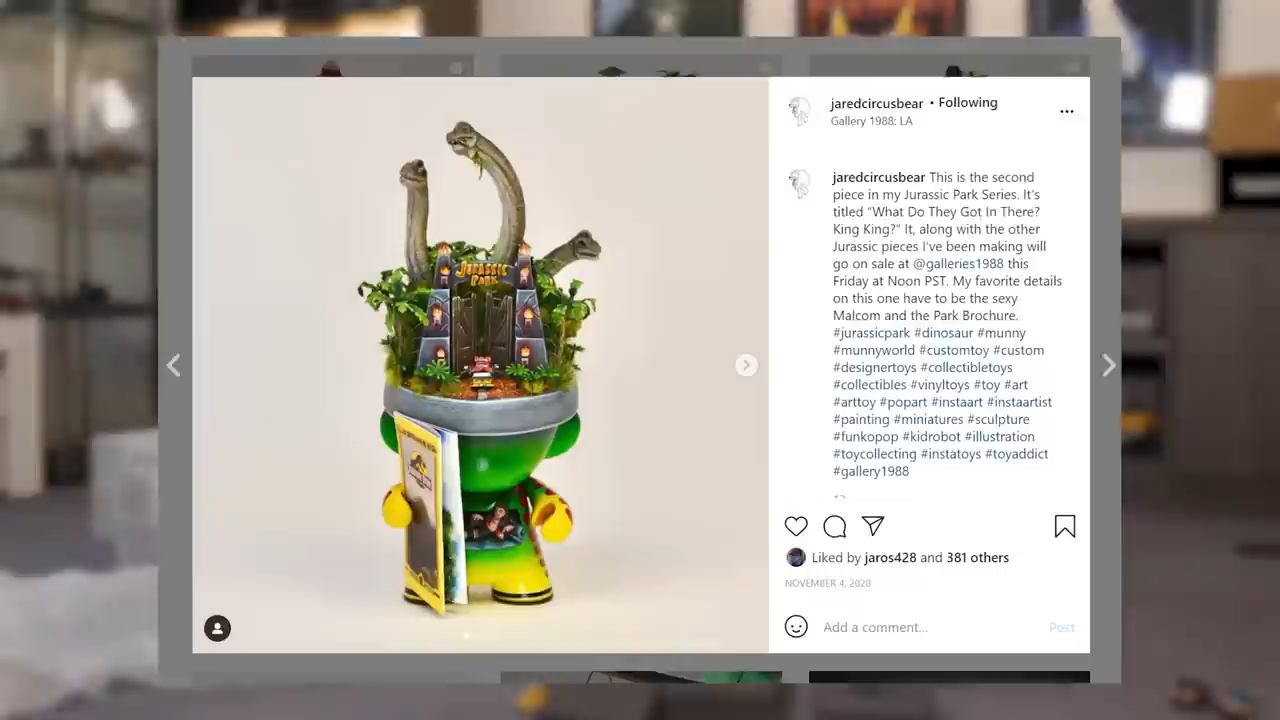 jaredcircusbear • Following
Gallery 1988: LA
jaredcircusbear This is the second
piece in my Jurassic Park Series. It's
titled "What Do They Got In There?
King King?" It, along with the other
Jurassic pieces I've been making will
go on sale at @galleries1988 this
Friday at Noon PST. My favorite details
on this one have to be the sexy
Malcom and the Park Brochure.
#jurassicpark #dinosaur #munny
#munnyworld #customtoy #custom
#designertoys #collectibletoys
#collectibles #vinyltoys #toy #art
#arttoy #popart #instaart #instaartist
#painting #miniatures #sculpture
#funkopop #kidrobot #illustration
#toycollecting #instatoys #toyaddict
#gallery1988
Liked by jaros428 and 381 others
NOVEMBER 4, 2020
Add a comment...
Post
JURASSIC
PARK